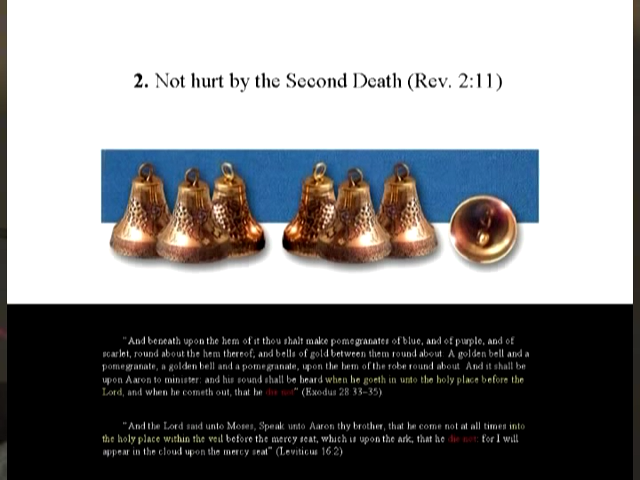 2. Not hurt by the Second Death (Rev. 2:11)
"And beneath upon the hem of it thou shalt make pomegranates of blue, and of purple, and of
scarlet, round about the hem thereof; and bells of gold between them round about A golden bell and a
pomegranate, a golden bell and a pomegranate, upon the hem of the robe round about And it shall be
upon Aaron to minister: and his sound shall be heard when he goeth in unto the holy place before the
Lord, and when he cometh out, that he die not" (Exodus 28 33–35)
"And the Lord said unto Moses, Speak unto Aaron thy brother, that he come not at all times into
the holy place within the veil before the mercy seat, which is upon the ark, that he die not: for I will
appear in the cloud upon the mercy seat" (Leviticus 16 2)